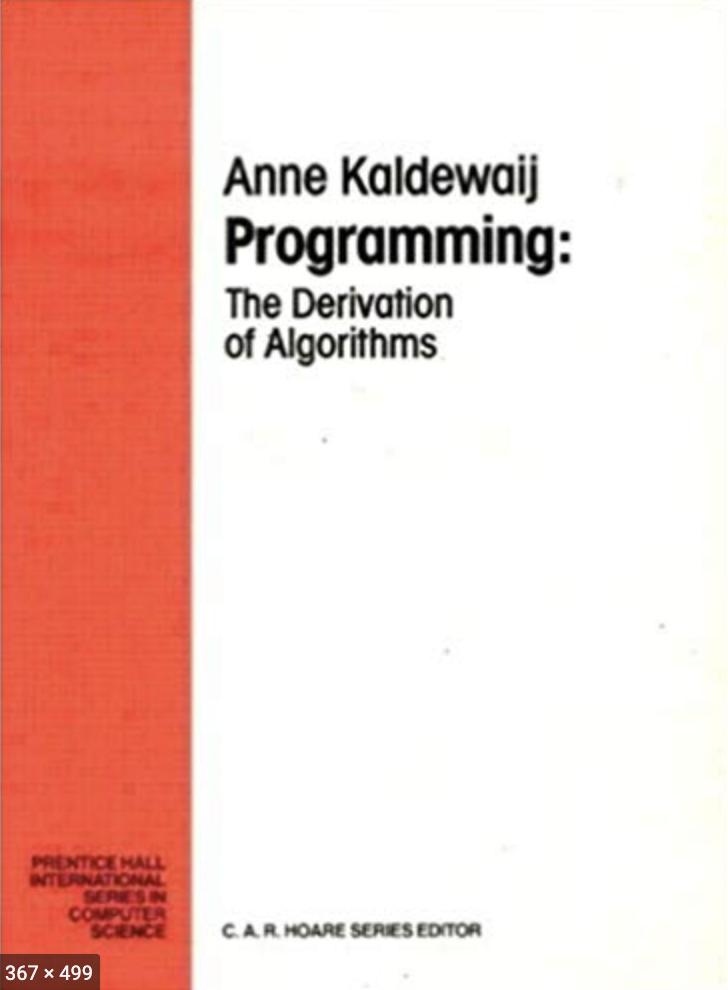 Anne Kaldewaij
Programming:
The Derivation
of Algorithms
PRENTICE HALL
INTERNATIONAL
SERIES IN
COMPUTER
SCIENCE
C. A. R. HOARE SERIES EDITOR
367 × 499